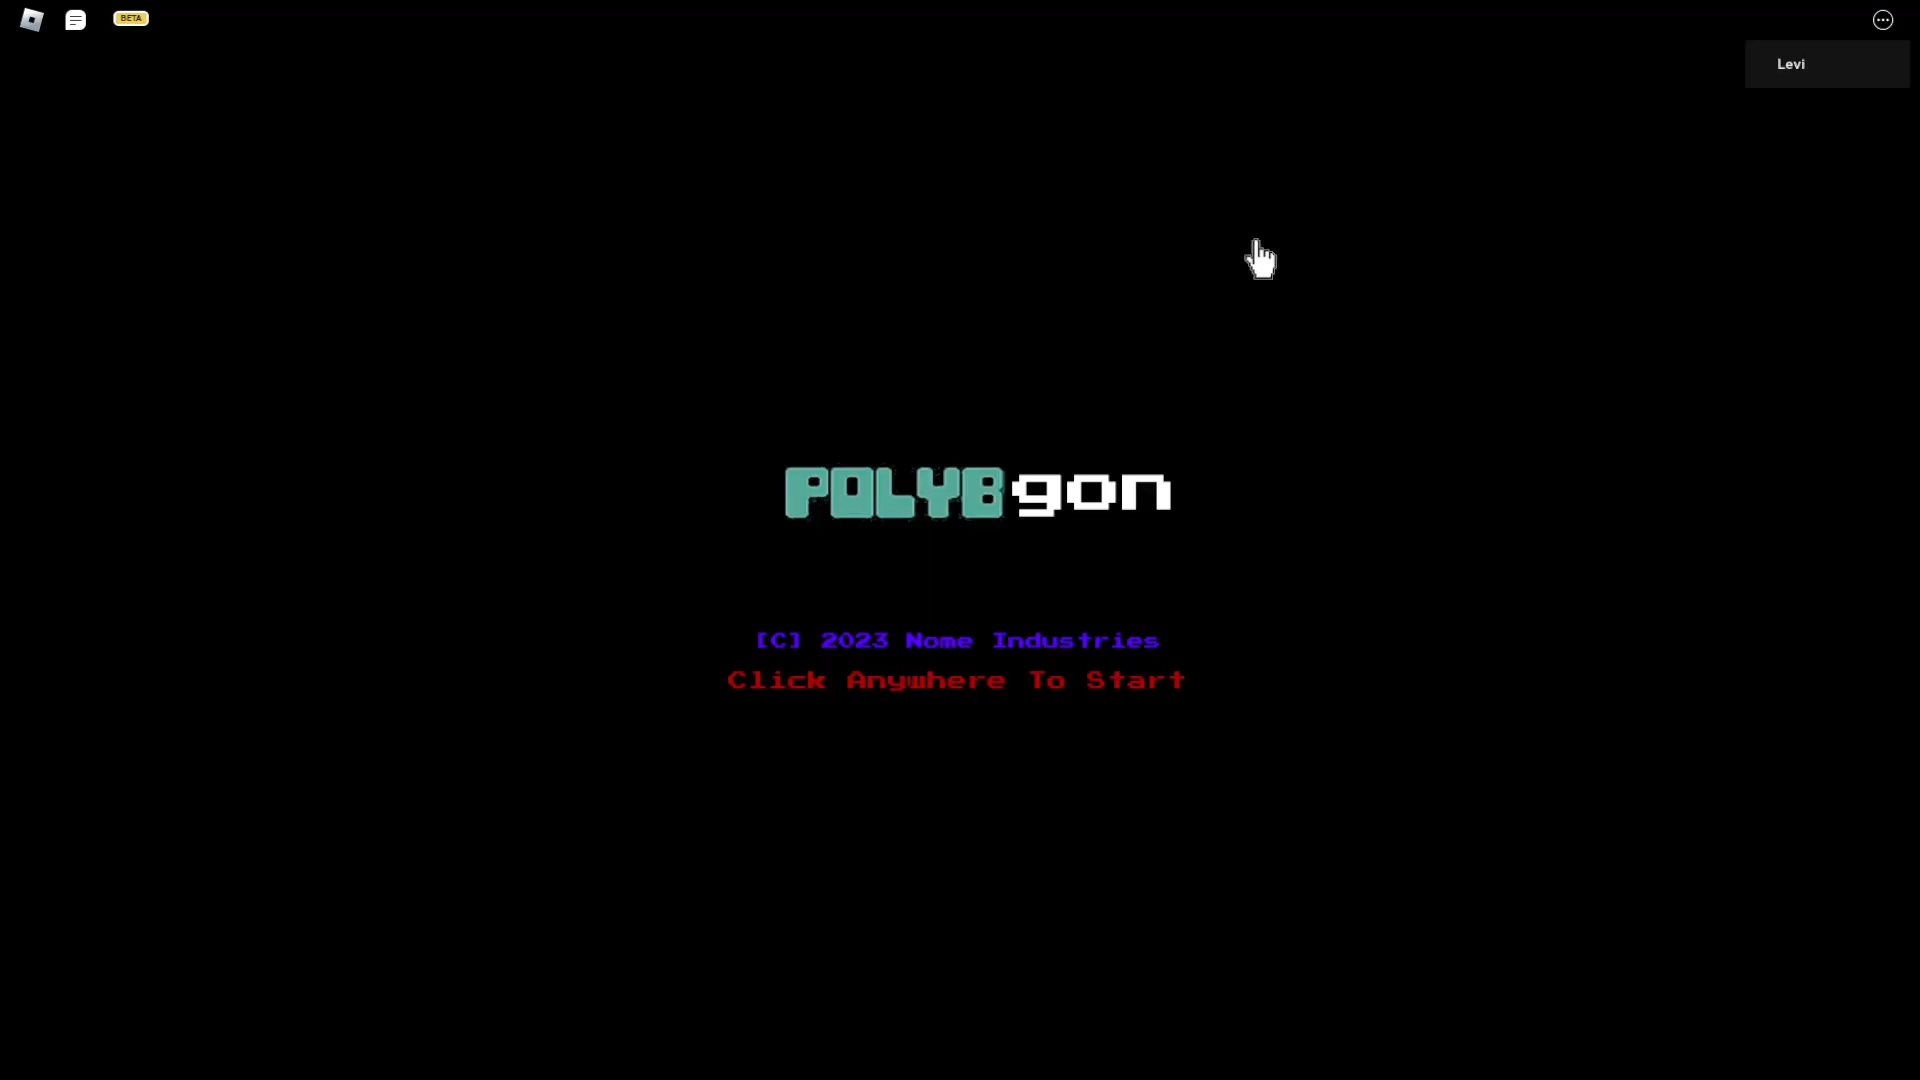 BETA
Levi
POLYBgon
[C] 2023 Nome Industries
Click Anywhere To Start